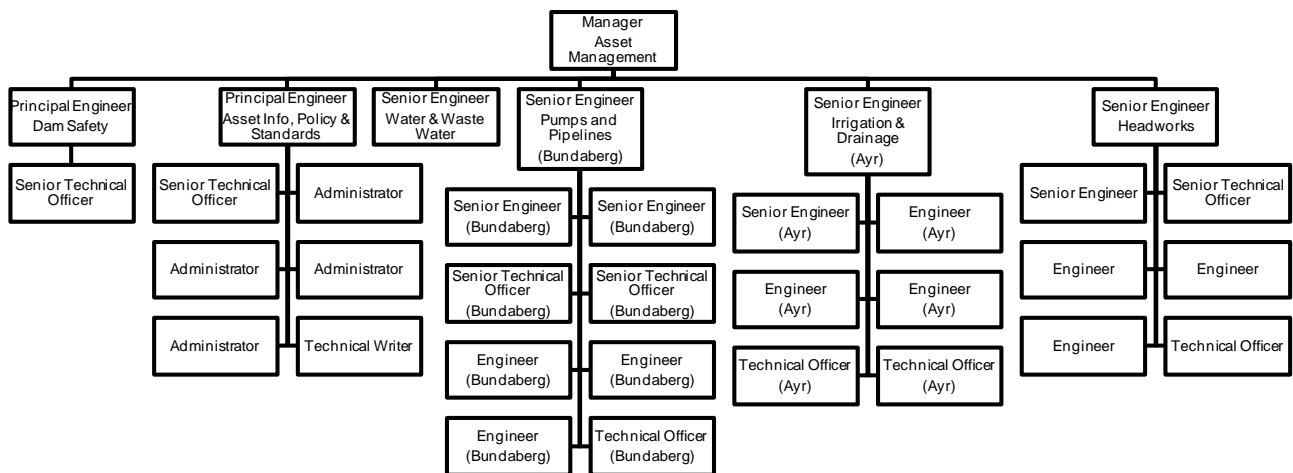 Manager
Asset
Management
Principal Engineer
Dam Safety
Principal Engineer
Asset Info, Policy &
Standards
Senior Engineer
Water & Waste
Water
Senior Engineer
Pumps and
Pipelines
(Bundaberg)
Senior Engineer
Irrigation &
Drainage
(Ayr)
Senior Engineer
Headworks
Senior Technical
Officer
Senior Technical
Officer
Administrator
Administrator
Administrator
Administrator
Technical Writer
Senior Engineer
(Bundaberg)
Senior Engineer
(Bundaberg)
Senior Technical
Officer
(Bundaberg)
Senior Technical
Officer
(Bundaberg)
Engineer
(Bundaberg)
Engineer
(Bundaberg)
Engineer
(Bundaberg)
Technical Officer
(Bundaberg)
Senior Engineer
(Ayr)
Engineer
(Ayr)
Engineer
(Ayr)
Engineer
(Ayr)
Technical Officer
(Ayr)
Technical Officer
(Ayr)
Senior Engineer
Senior Technical
Officer
Engineer
Engineer
Engineer
Technical Officer